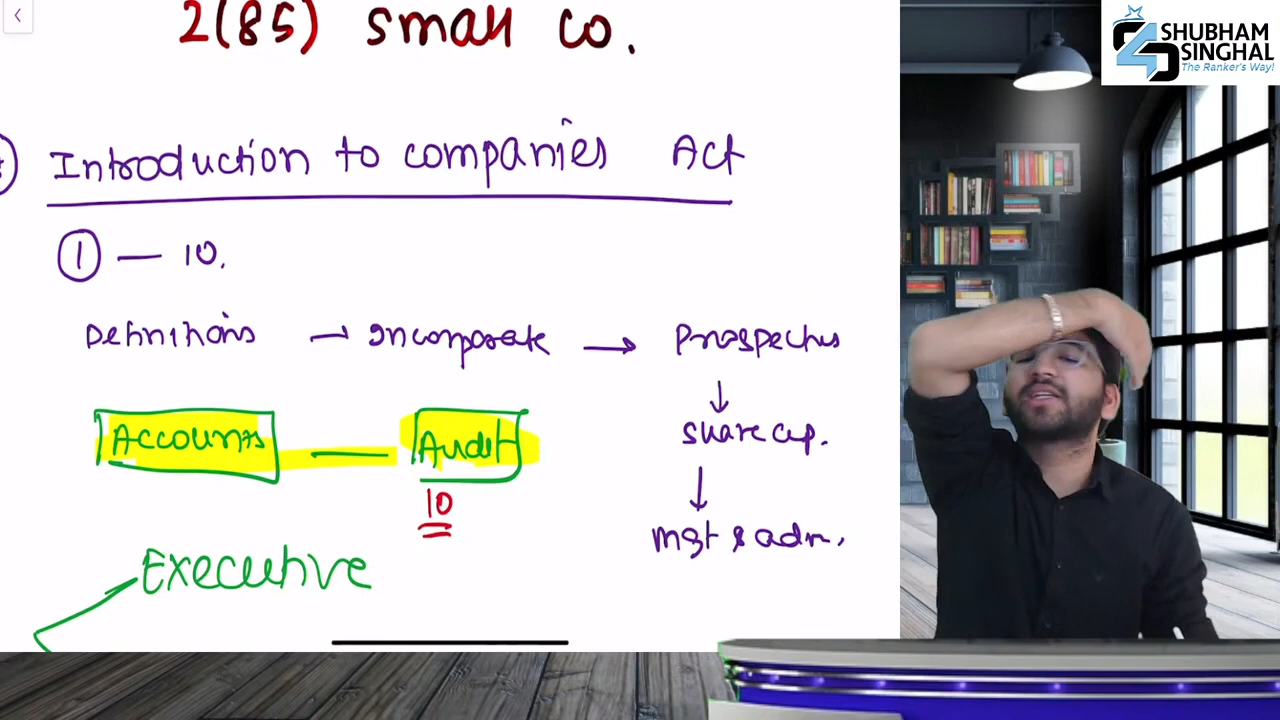 2(85) small co.
SHUBHAM
SINGHAL
The Ranker's Way!
Introduction to companies Act
① — 10.
Definitions → Incorporate → Prospectus
Accounts — Audit ↓ share cap.
10
↓
mgt & adm.
Executive